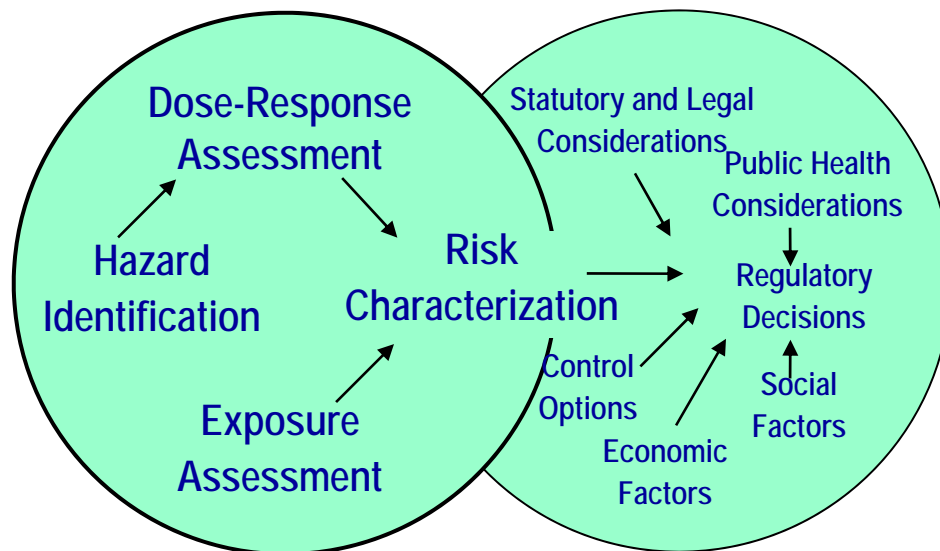 Dose-Response
Assessment
Hazard
Identification
Exposure
Assessment
Risk
Characterization
Statutory and Legal
Considerations
Public Health
Considerations
Regulatory
Decisions
Control
Options
Economic
Factors
Social
Factors